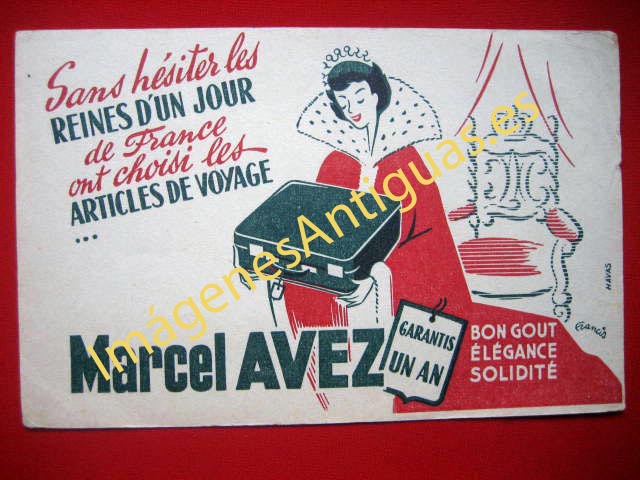 Sans hésiter les
REINES D'UN JOUR
de France
ont choisi les
ARTICLES DE VOYAGE
...
Marcel AVEZ
GARANTIS
UN AN
BON GOUT
ÉLÉGANCE
SOLIDITÉ
Francis
HAVAS
ImágenesAntiguas.es